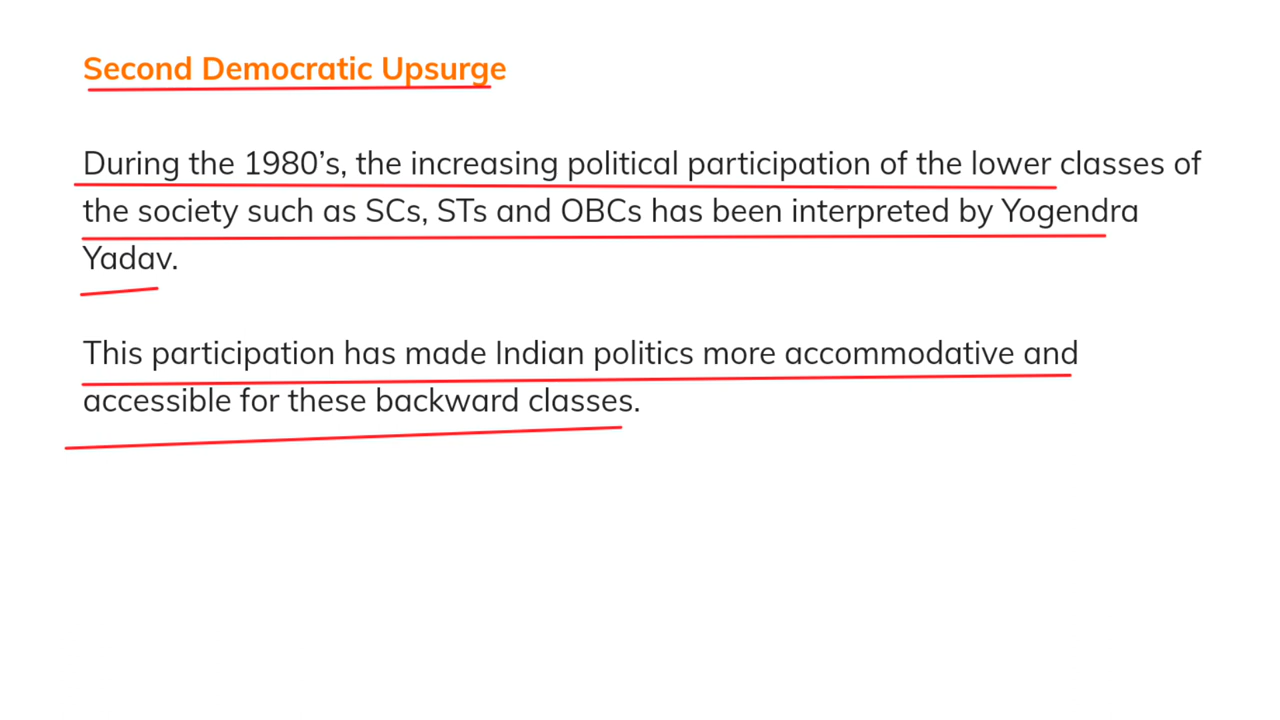 Second Democratic Upsurge
During the 1980’s, the increasing political participation of the lower classes of
the society such as SCs, STs and OBCs has been interpreted by Yogendra
Yadav.
This participation has made Indian politics more accommodative and
accessible for these backward classes.